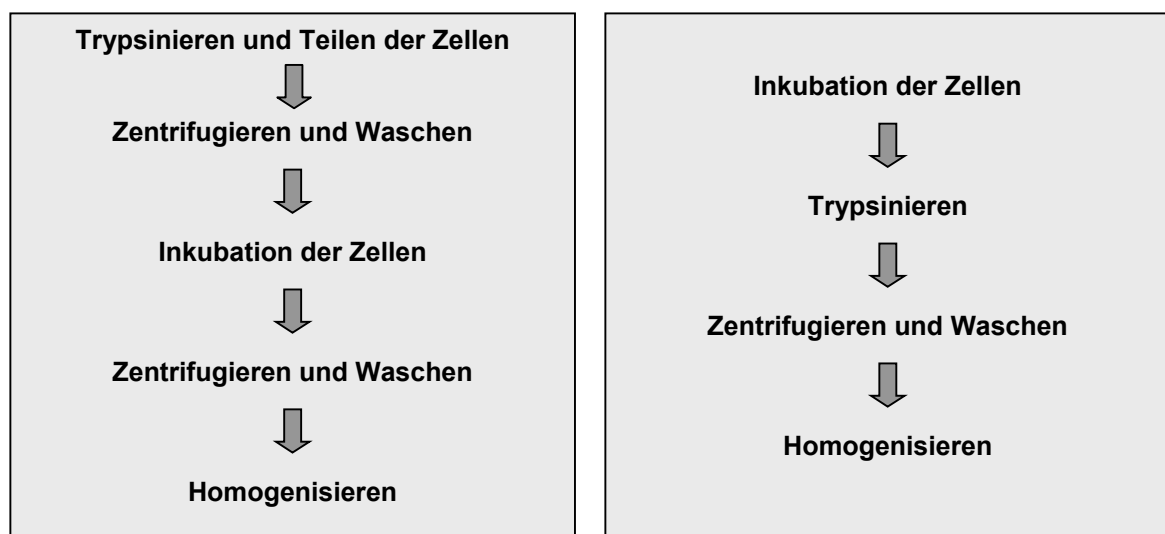 Trypsinieren und Teilen der Zellen
Zentrifugieren und Waschen
Inkubation der Zellen
Zentrifugieren und Waschen
Homogenisieren
Inkubation der Zellen
Trypsinieren
Zentrifugieren und Waschen
Homogenisieren